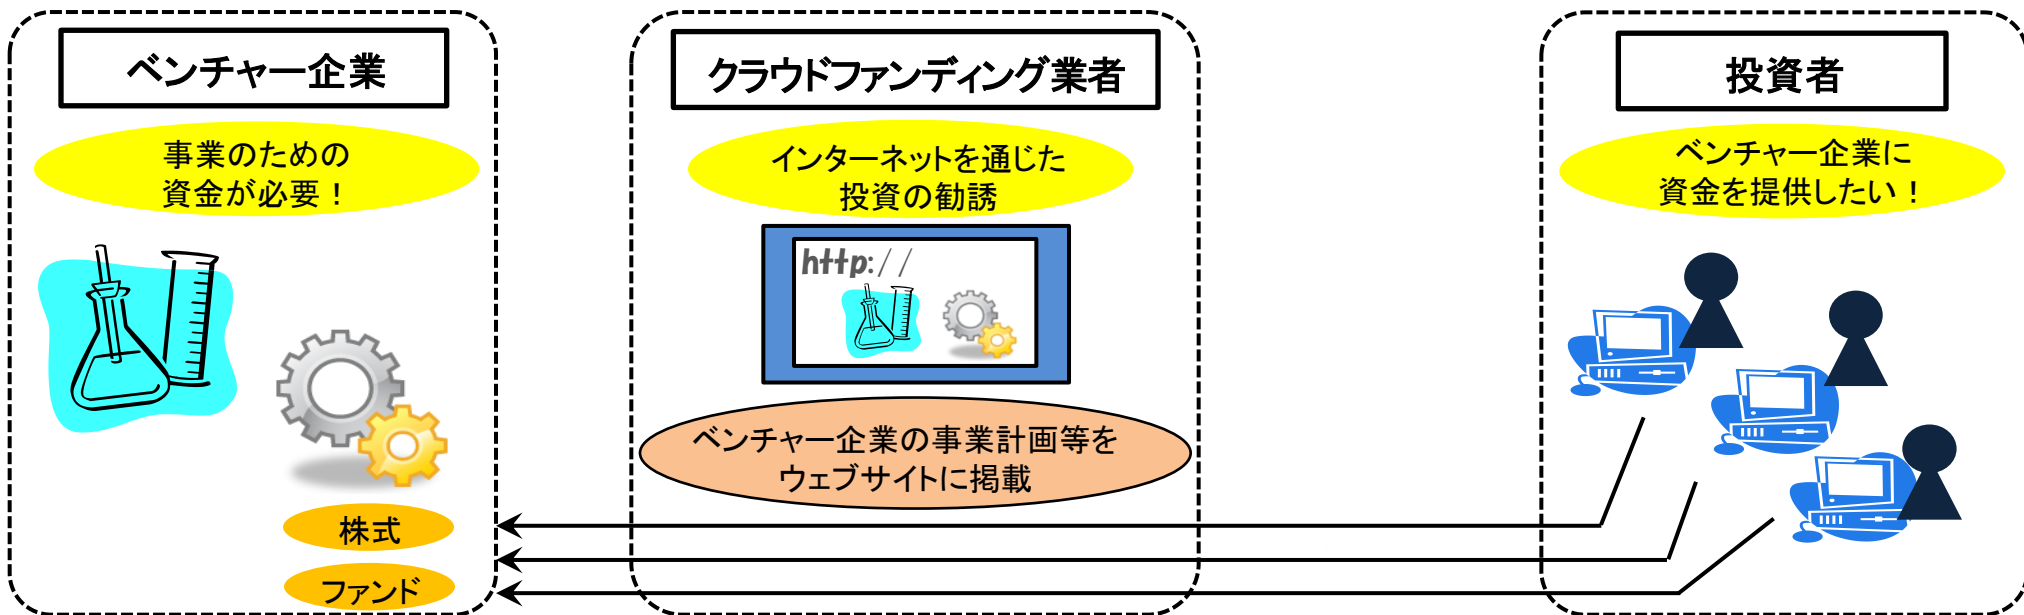 ベンチャー企業
事業のための
資金が必要！
株式
ファンド
クラウドファンディング業者
インターネットを通じた
投資の勧誘
http://
ベンチャー企業の事業計画等を
ウェブサイトに掲載
投資者
ベンチャー企業に
資金を提供したい！